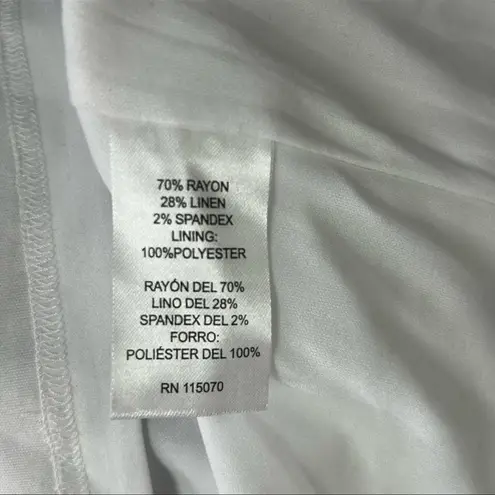 70% RAYON
28% LINEN
2% SPANDEX
LINING:
100%POLYESTER
RAYÓN DEL 70%
LINO DEL 28%
SPANDEX DEL 2%
FORRO:
POLIÉSTER DEL 100%
RN 115070